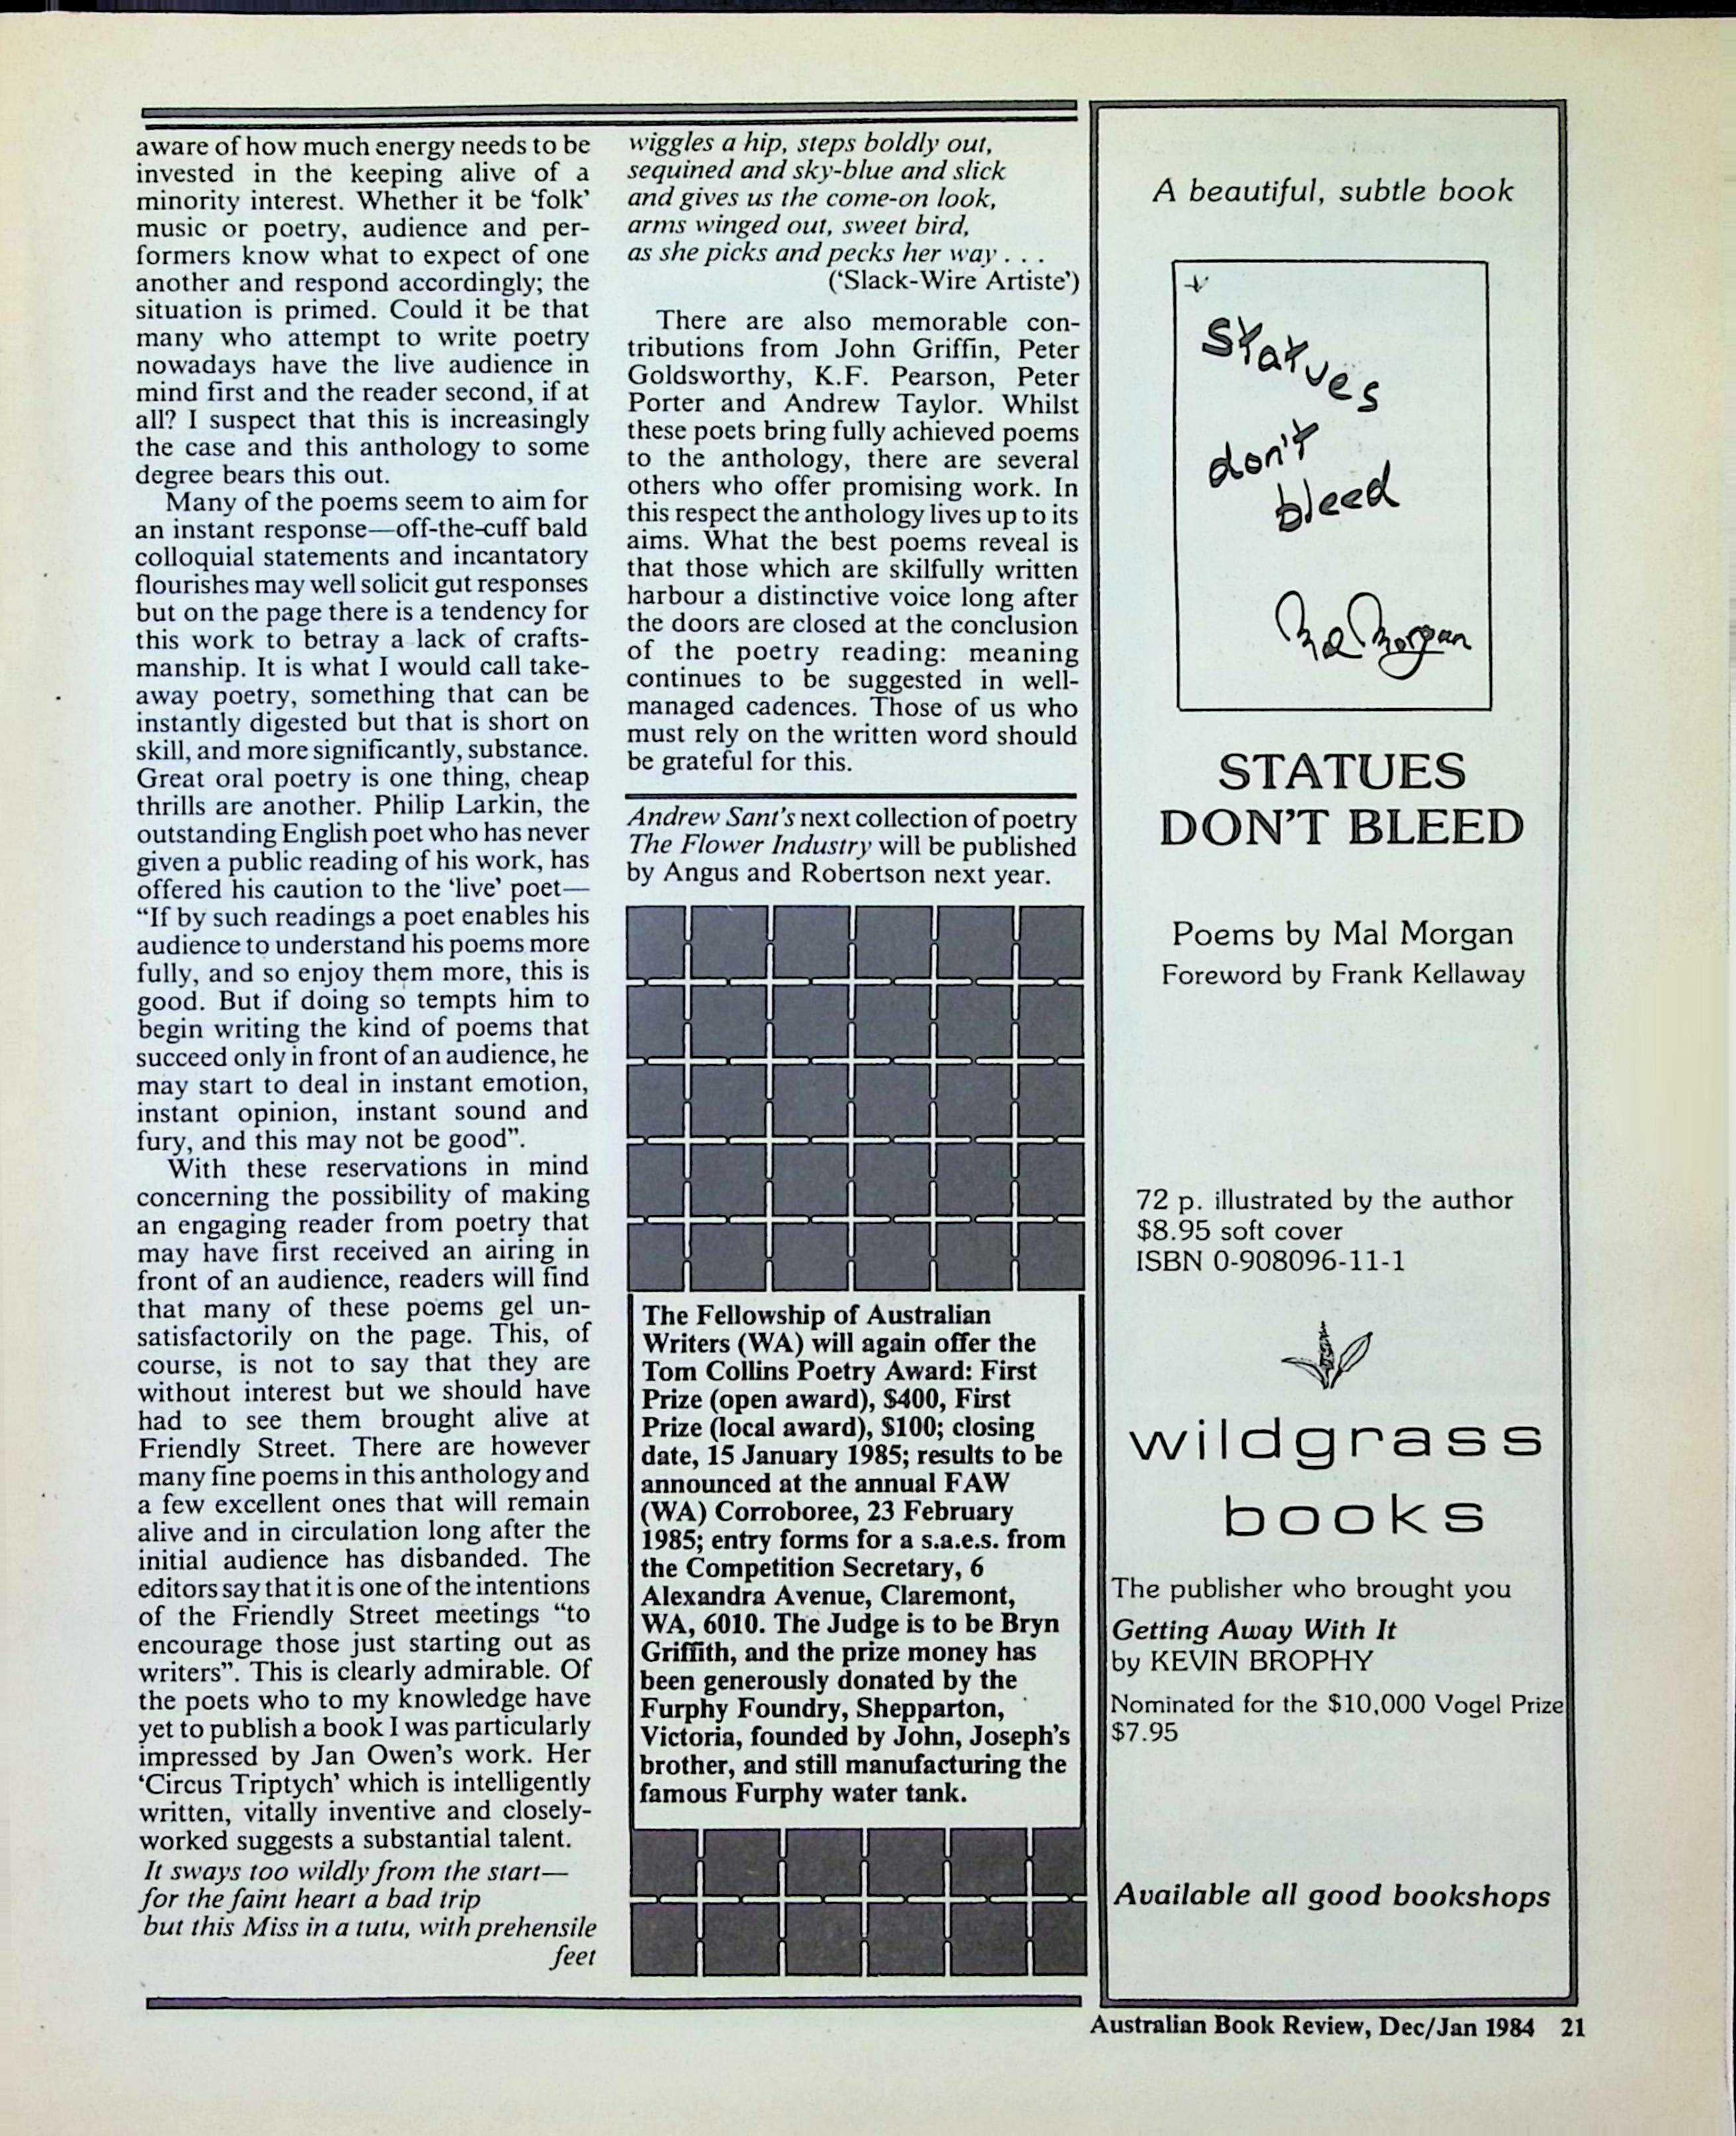 aware of how much energy needs to be
invested in the keeping alive of a
minority interest. Whether it be ‘folk’
music or poetry, audience and per-
formers know what to expect of one
another and respond accordingly; the
situation is primed. Could it be that
many who attempt to write poetry
nowadays have the live audience in
mind first and the reader second, if at
all? I suspect that this is increasingly
the case and this anthology to some
degree bears this out.
Many of the poems seem to aim for
an instant response—off-the-cuff bald
colloquial statements and incantatory
flourishes may well solicit gut responses
but on the page there is a tendency for
this work to betray a lack of crafts-
manship. It is what I would call take-
away poetry, something that can be
instantly digested but that is short on
skill, and more significantly, substance.
Great oral poetry is one thing, cheap
thrills are another. Philip Larkin, the
outstanding English poet who has never
given a public reading of his work, has
offered his caution to the ‘live’ poet—
“If by such readings a poet enables his
audience to understand his poems more
fully, and so enjoy them more, this is
good. But if doing so tempts him to
begin writing the kind of poems that
succeed only in front of an audience, he
may start to deal in instant emotion,
instant opinion, instant sound and
fury, and this may not be good”.
With these reservations in mind
concerning the possibility of making
an engaging reader from poetry that
may have first received an airing in
front of an audience, readers will find
that many of these poems gel un-
satisfactorily on the page. This, of
course, is not to say that they are
without interest but we should have
had to see them brought alive at
Friendly Street. There are however
many fine poems in this anthology and
a few excellent ones that will remain
alive and in circulation long after the
initial audience has disbanded. The
editors say that it is one of the intentions
of the Friendly Street meetings “to
encourage those just starting out as
writers”. This is clearly admirable. Of
the poets who to my knowledge have
yet to publish a book I was particularly
impressed by Jan Owen’s work. Her
‘Circus Triptych’ which is intelligently
written, vitally inventive and closely-
worked suggests a substantial talent.
It sways too wildly from the start—
for the faint heart a bad trip
but this Miss in a tutu, with prehensile
feet
wiggles a hip, steps boldly out,
sequined and sky-blue and slick
and gives us the come-on look,
arms winged out, sweet bird,
as she picks and pecks her way . . .
(‘Slack-Wire Artiste’)
There are also memorable con-
tributions from John Griffin, Peter
Goldsworthy, K.F. Pearson, Peter
Porter and Andrew Taylor. Whilst
these poets bring fully achieved poems
to the anthology, there are several
others who offer promising work. In
this respect the anthology lives up to its
aims. What the best poems reveal is
that those which are skilfully written
harbour a distinctive voice long after
the doors are closed at the conclusion
of the poetry reading: meaning
continues to be suggested in well-
managed cadences. Those of us who
must rely on the written word should
be grateful for this.
Andrew Sant’s next collection of poetry
The Flower Industry will be published
by Angus and Robertson next year.
The Fellowship of Australian
Writers (WA) will again offer the
Tom Collins Poetry Award: First
Prize (open award), $400, First
Prize (local award), $100; closing
date, 15 January 1985; results to be
announced at the annual FAW
(WA) Corroboree, 23 February
1985; entry forms for a s.a.e.s. from
the Competition Secretary, 6
Alexandra Avenue, Claremont,
WA, 6010. The Judge is to be Bryn
Griffith, and the prize money has
been generously donated by the
Furphy Foundry, Shepparton,
Victoria, founded by John, Joseph’s
brother, and still manufacturing the
famous Furphy water tank.
A beautiful, subtle book
Statues
don't
bleed
Mal Morgan
STATUES
DON’T BLEED
Poems by Mal Morgan
Foreword by Frank Kellaway
72 p. illustrated by the author
$8.95 soft cover
ISBN 0-908096-11-1
wildgrass
books
The publisher who brought you
Getting Away With It
by KEVIN BROPHY
Nominated for the $10,000 Vogel Prize
$7.95
Available all good bookshops
Australian Book Review, Dec/Jan 1984 21